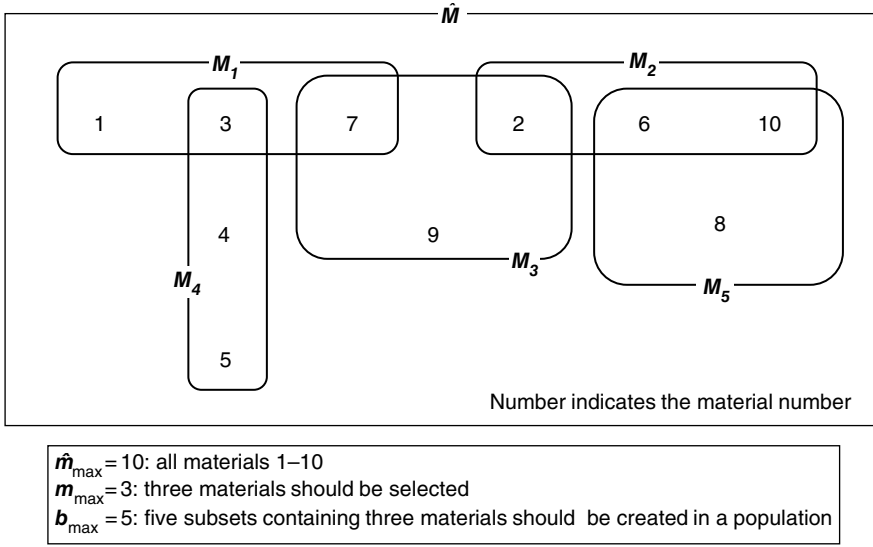 M̂
M₁ M₂
1 3 7 2 6 10
4 9 8
M₃
M₄
M₅
5
Number indicates the material number
m̂max = 10: all materials 1–10
mmax = 3: three materials should be selected
bmax = 5: five subsets containing three materials should be created in a population